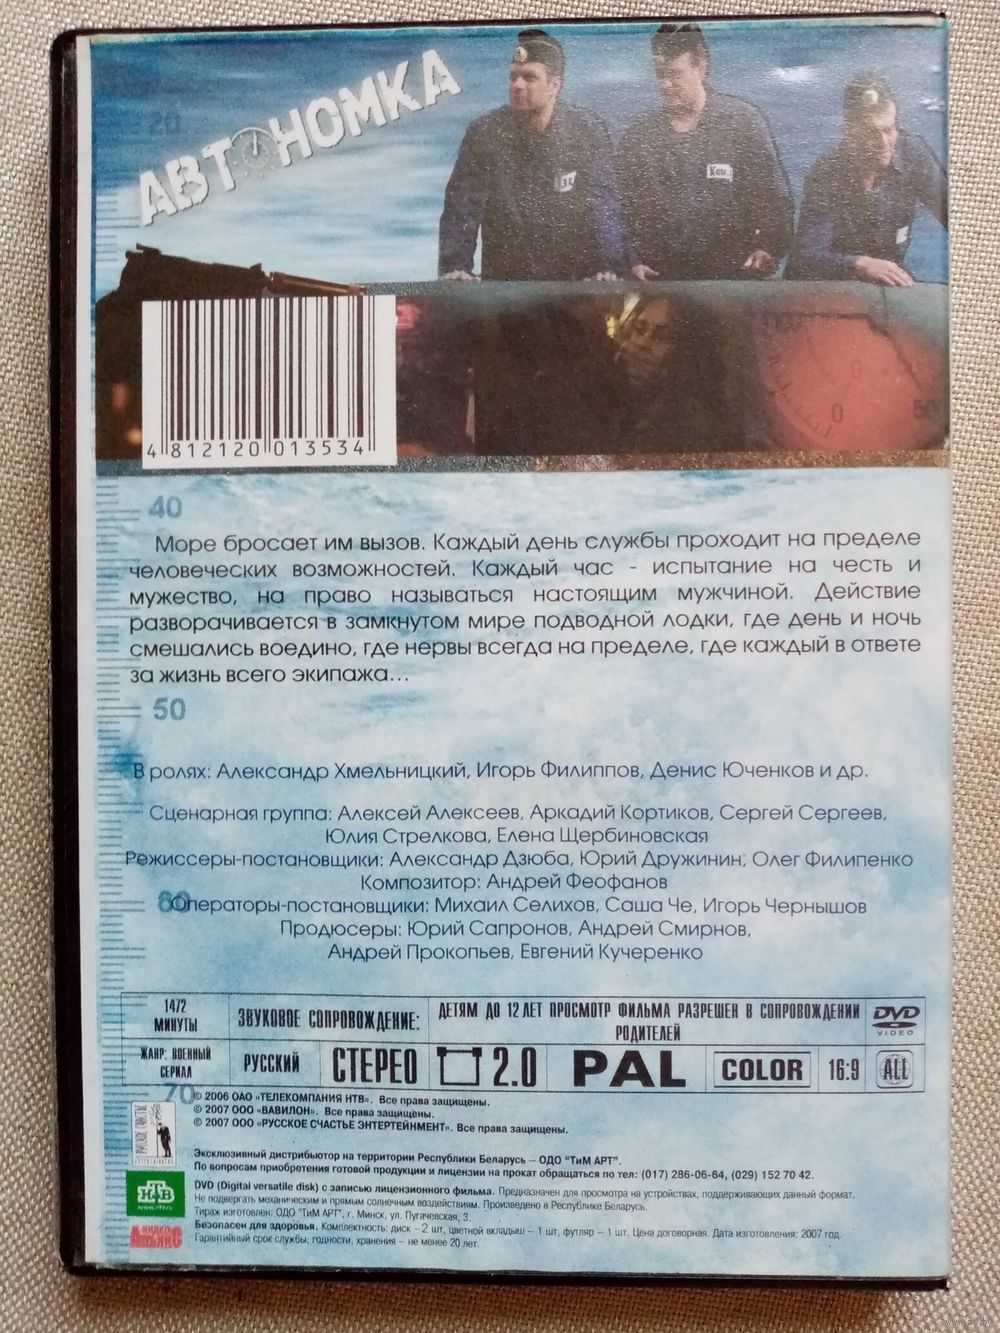 20
АВТОНОМКА
Кои.
0
50
4 812120 013534
40
Море бросает им вызов. Каждый день службы проходит на пределе
человеческих возможностей. Каждый час - испытание на честь и
мужество, на право называться настоящим мужчиной. Действие
разворачивается в замкнутом мире подводной лодки, где день и ночь
смешались воедино, где нервы всегда на пределе, где каждый в ответе
за жизнь всего экипажа...
50
В ролях: Александр Хмельницкий, Игорь Филиппов, Денис Юченков и др.
Сценарная группа: Алексей Алексеев, Аркадий Кортиков, Сергей Сергеев,
Юлия Стрелкова, Елена Щербиновская
Режиссеры-постановщики: Александр Дзюба, Юрий Дружинин, Олег Филипенко
Композитор: Андрей Феофанов
60
Операторы-постановщики: Михаил Селихов, Саша Че, Игорь Чернышов
Продюсеры: Юрий Сапронов, Андрей Смирнов,
Андрей Прокопьев, Евгений Кучеренко
1472
МИНУТЫ
ЗВУКОВОЕ СОПРОВОЖДЕНИЕ:
ДЕТЯМ ДО 12 ЛЕТ ПРОСМОТР ФИЛЬМА РАЗРЕШЕН В СОПРОВОЖДЕНИИ
РОДИТЕЛЕЙ
DVD
VIDEO
ЖАНР: ВОЕННЫЙ
СЕРИАЛ
РУССКИЙ
СТЕРЕО
2.0
PAL
COLOR
16:9
ALL
70
© 2006 ОАО «ТЕЛЕКОМПАНИЯ НТВ». Все права защищены.
© 2007 ООО «ВАВИЛОН». Все права защищены.
© 2007 ООО «РУССКОЕ СЧАСТЬЕ ЭНТЕРТЕЙНМЕНТ». Все права защищены.
РУССКОЕ СЧАСТЬЕ
Эксклюзивный дистрибьютор на территории Республики Беларусь – ОДО "ТиМ АРТ".
По вопросам приобретения готовой продукции и лицензии на прокат обращаться по тел: (017) 286-06-64, (029) 152 70 42.
НТВ
www.ntv.ru
DVD (Digital versatile disk) с записью лицензионного фильма. Предназначен для просмотра на устройствах, поддерживающих данный формат.
Не подвергать механическим и прямым солнечным воздействиям. Произведено в Республике Беларусь.
Тираж изготовлен: ОДО "ТиМ АРТ", г. Минск, ул. Пугачевская, 3.
Безопасен для здоровья. Комплектность: диск – 2 шт, цветной вкладыш – 1 шт, футляр – 1 шт. Цена договорная. Дата изготовления: 2007 год.
Гарантийный срок службы, годности, хранения – не менее 20 лет.